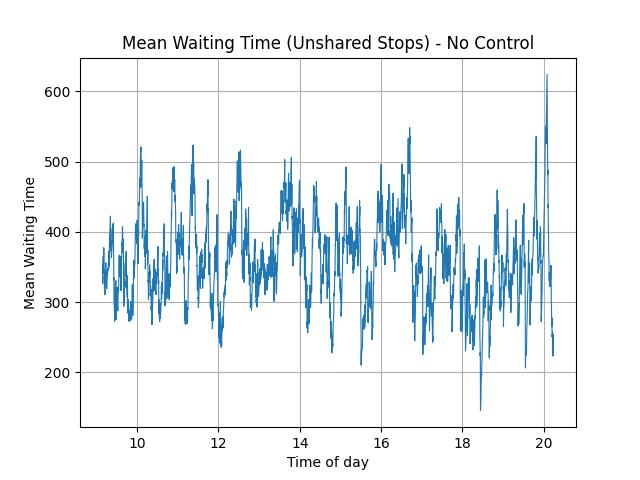 Mean Waiting Time (Unshared Stops) - No Control
600
500
400
300
200
Mean Waiting Time
10 12 14 16 18 20
Time of day